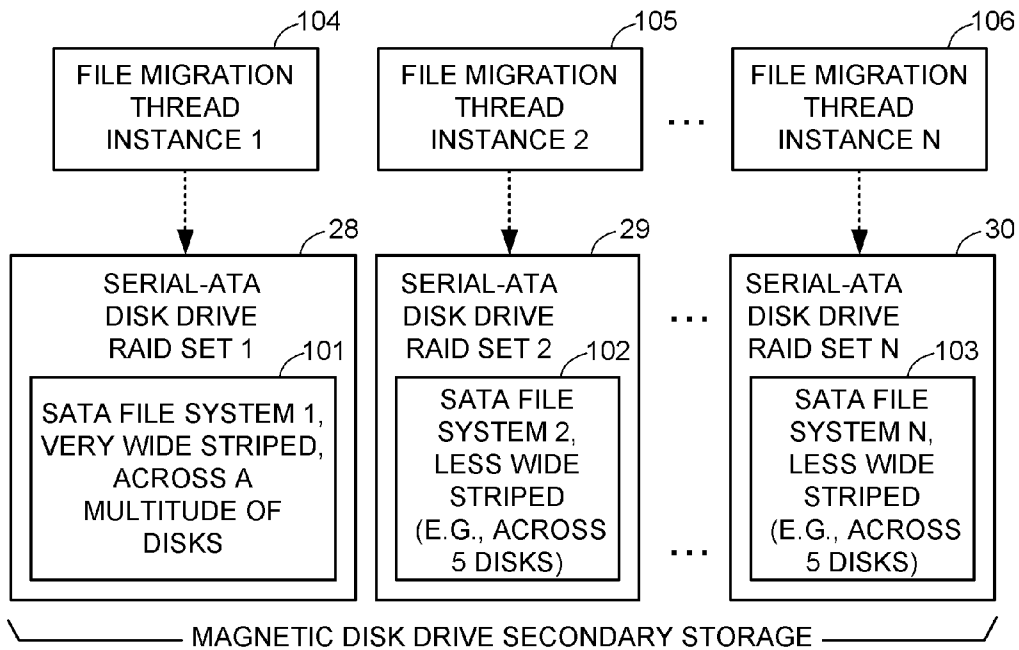 104
FILE MIGRATION
THREAD
INSTANCE 1
105
FILE MIGRATION
THREAD
INSTANCE 2
...
106
FILE MIGRATION
THREAD
INSTANCE N
28
SERIAL-ATA
DISK DRIVE
RAID SET 1
101
SATA FILE SYSTEM 1,
VERY WIDE STRIPED,
ACROSS A
MULTITUDE OF
DISKS
29
SERIAL-ATA
DISK DRIVE
RAID SET 2
102
SATA FILE
SYSTEM 2,
LESS WIDE
STRIPED
(E.G., ACROSS
5 DISKS)
...
...
30
SERIAL-ATA
DISK DRIVE
RAID SET N
103
SATA FILE
SYSTEM N,
LESS WIDE
STRIPED
(E.G., ACROSS
5 DISKS)
MAGNETIC DISK DRIVE SECONDARY STORAGE